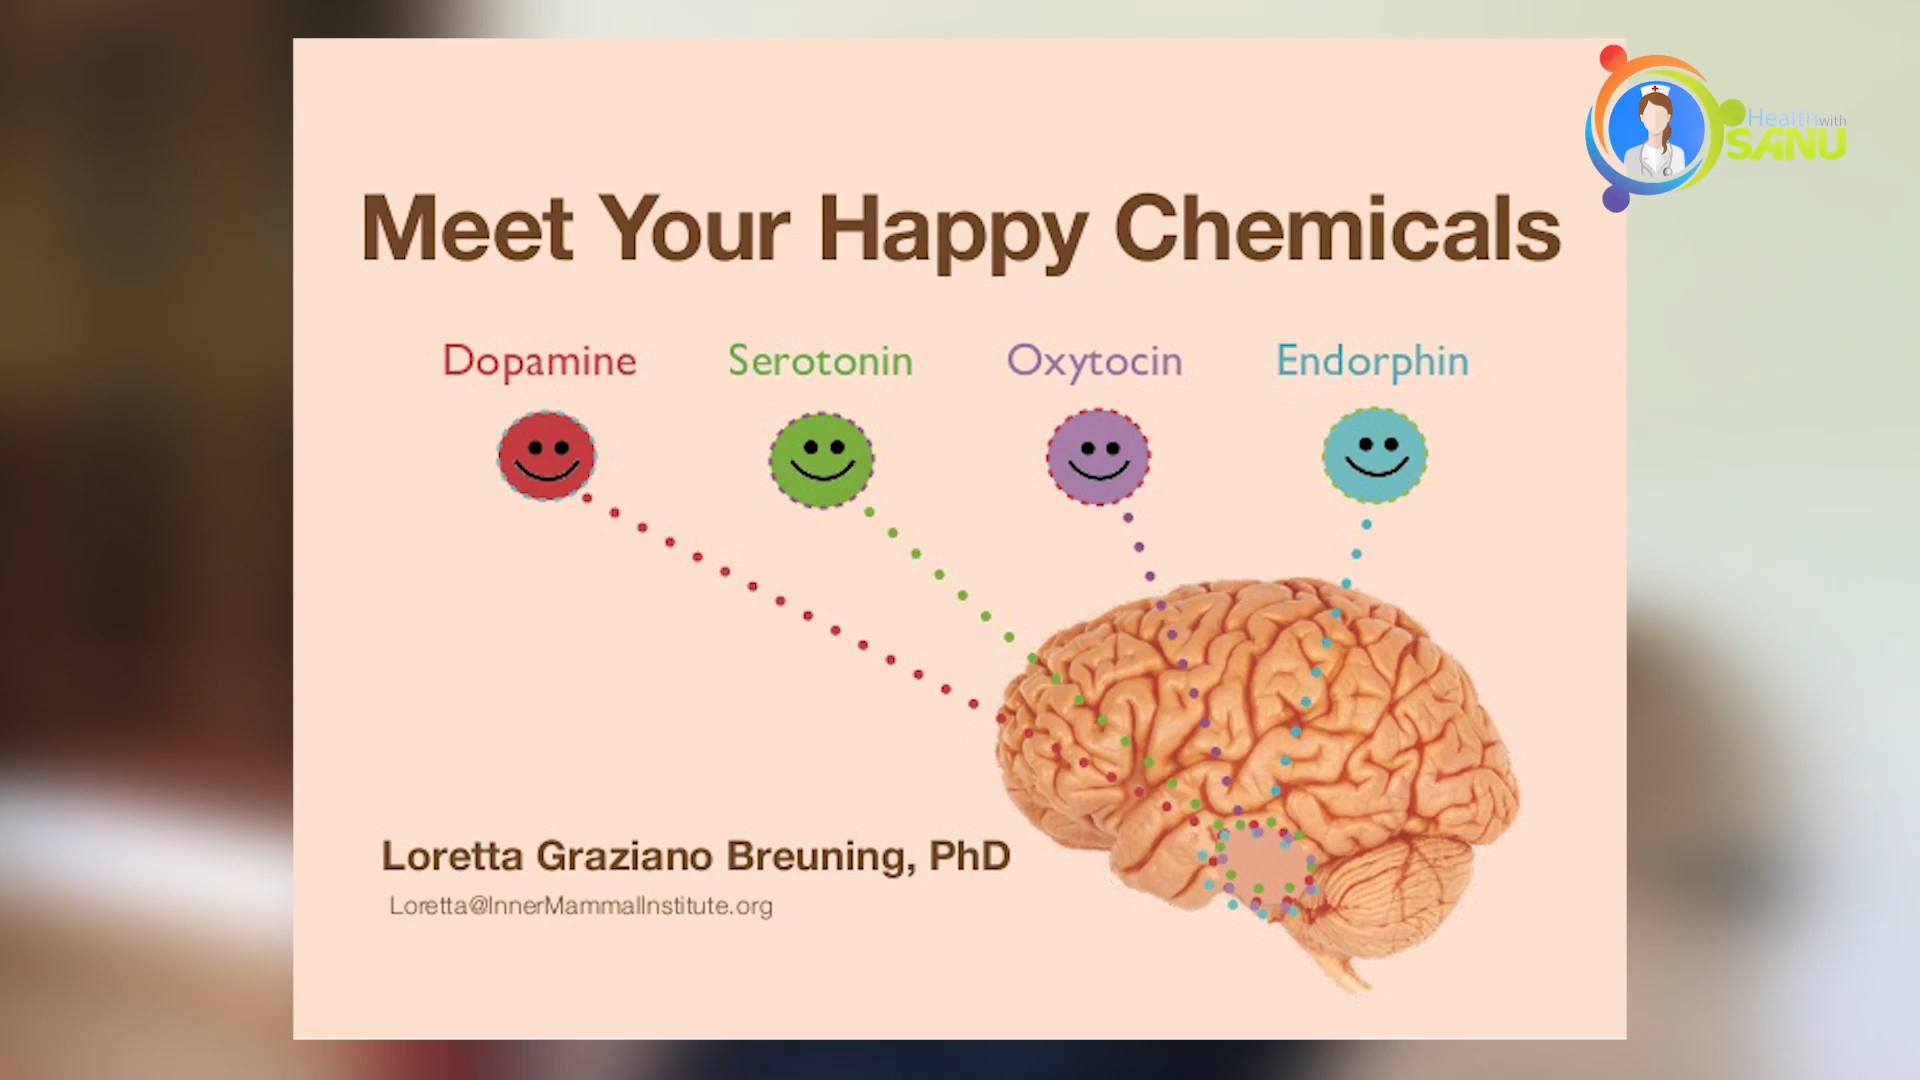 Health with
SANU
Meet Your Happy Chemicals
Dopamine Serotonin Oxytocin Endorphin
Loretta Graziano Breuning, PhD
Loretta@InnerMammalInstitute.org